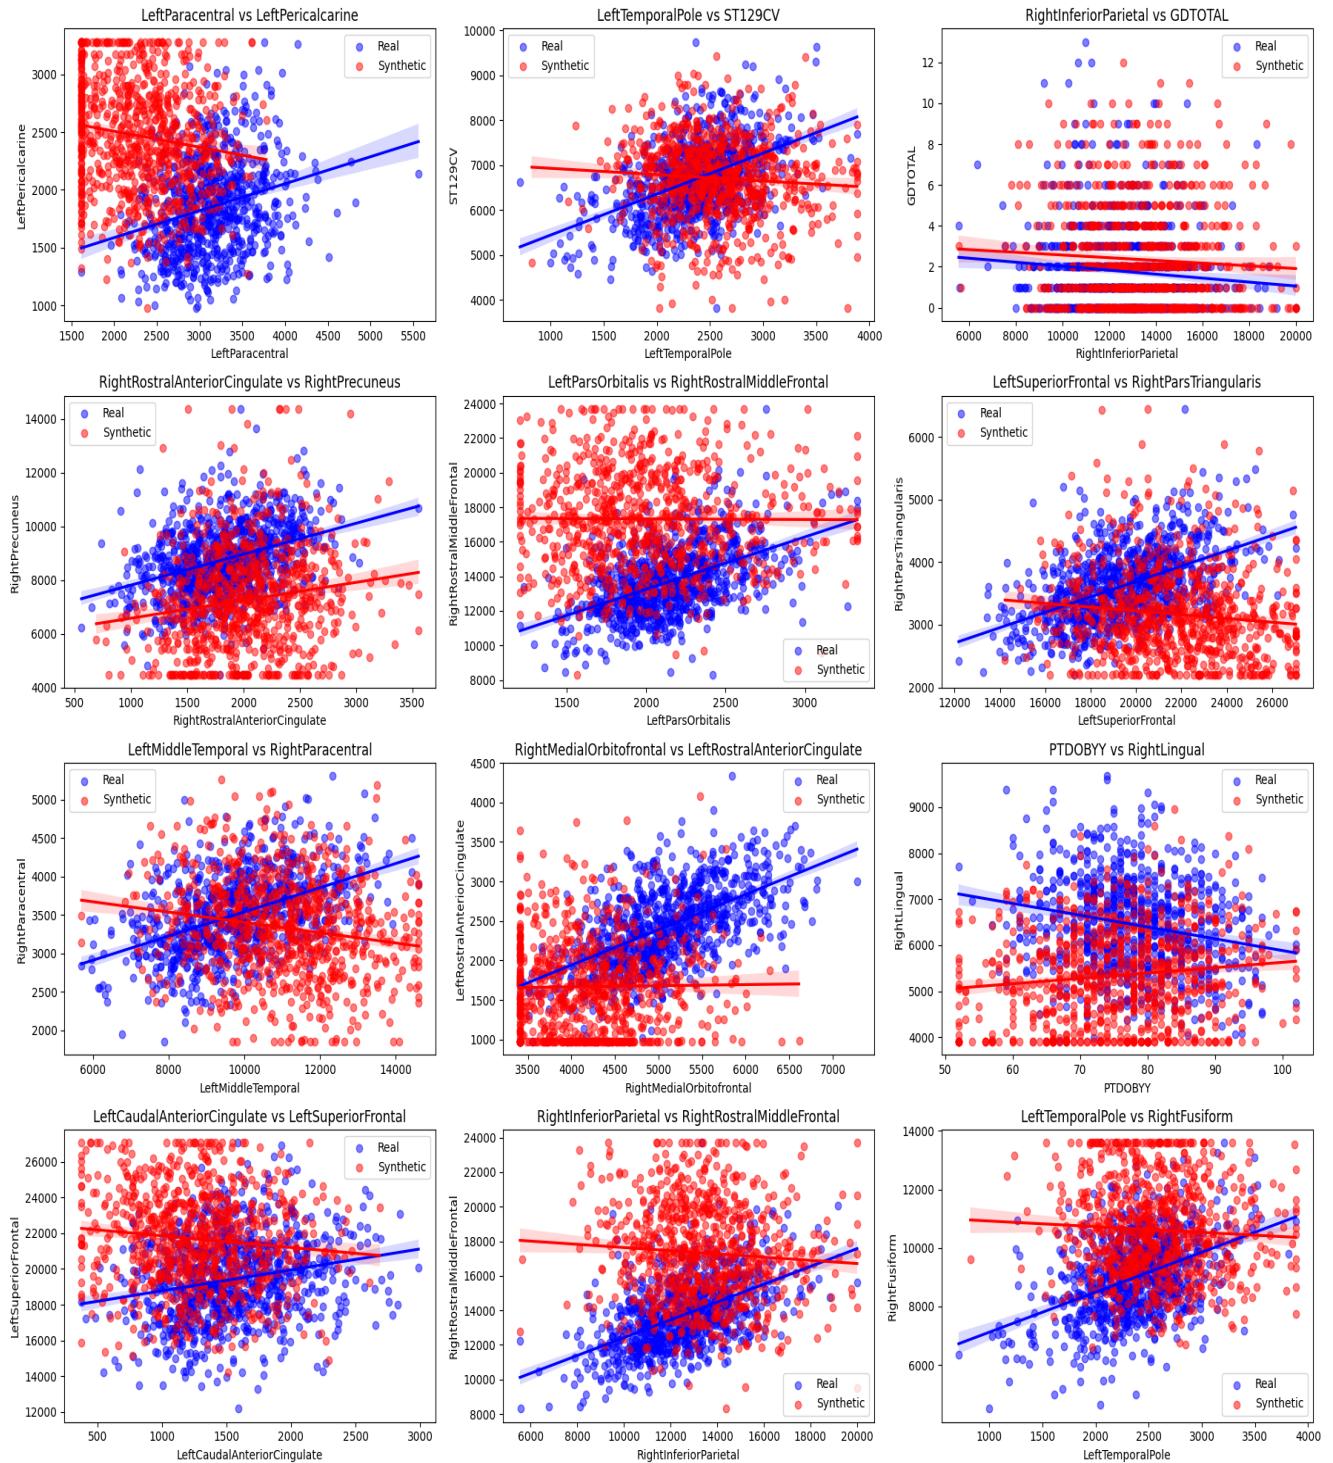 LeftParacentral vs LeftPericalcarine
LeftPericalcarine
3000
2500
2000
1500
1000
1500 2000 2500 3000 3500 4000 4500 5000 5500
LeftParacentral
Real
Synthetic
LeftTemporalPole vs ST129CV
ST129CV
10000
9000
8000
7000
6000
5000
4000
1000 1500 2000 2500 3000 3500 4000
LeftTemporalPole
Real
Synthetic
RightInferiorParietal vs GDTOTAL
GDTOTAL
12
10
8
6
4
2
0
6000 8000 10000 12000 14000 16000 18000 20000
RightInferiorParietal
Real
Synthetic
RightRostralAnteriorCingulate vs RightPrecuneus
RightPrecuneus
14000
12000
10000
8000
6000
4000
500 1000 1500 2000 2500 3000 3500
RightRostralAnteriorCingulate
Real
Synthetic
LeftParsOrbitalis vs RightRostralMiddleFrontal
RightRostralMiddleFrontal
24000
22000
20000
18000
16000
14000
12000
10000
8000
1500 2000 2500 3000
LeftParsOrbitalis
Real
Synthetic
LeftSuperiorFrontal vs RightParsTriangularis
RightParsTriangularis
6000
5000
4000
3000
2000
12000 14000 16000 18000 20000 22000 24000 26000
LeftSuperiorFrontal
Real
Synthetic
LeftMiddleTemporal vs RightParacentral
RightParacentral
5000
4500
4000
3500
3000
2500
2000
6000 8000 10000 12000 14000
LeftMiddleTemporal
Real
Synthetic
RightMedialOrbitofrontal vs LeftRostralAnteriorCingulate
LeftRostralAnteriorCingulate
4500
4000
3500
3000
2500
2000
1500
1000
3500 4000 4500 5000 5500 6000 6500 7000
RightMedialOrbitofrontal
Real
Synthetic
PTDOBYY vs RightLingual
RightLingual
9000
8000
7000
6000
5000
4000
50 60 70 80 90 100
PTDOBYY
Real
Synthetic
LeftCaudalAnteriorCingulate vs LeftSuperiorFrontal
LeftSuperiorFrontal
26000
24000
22000
20000
18000
16000
14000
12000
500 1000 1500 2000 2500 3000
LeftCaudalAnteriorCingulate
Real
Synthetic
RightInferiorParietal vs RightRostralMiddleFrontal
RightRostralMiddleFrontal
24000
22000
20000
18000
16000
14000
12000
10000
8000
6000 8000 10000 12000 14000 16000 18000 20000
RightInferiorParietal
Real
Synthetic
LeftTemporalPole vs RightFusiform
RightFusiform
14000
12000
10000
8000
6000
1000 1500 2000 2500 3000 3500 4000
LeftTemporalPole
Real
Synthetic